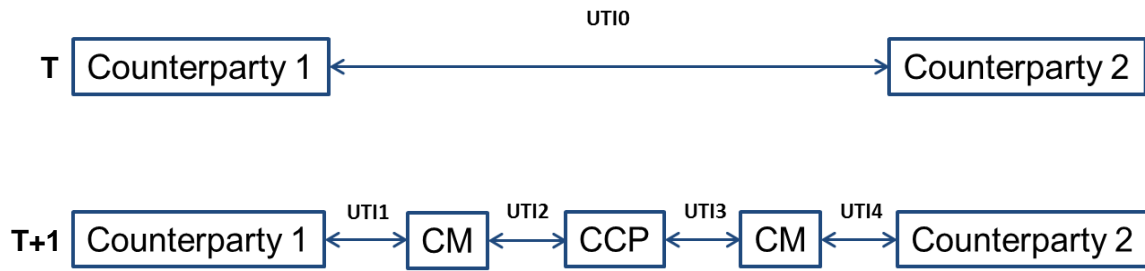 UTI0
T Counterparty 1 Counterparty 2
UTI1 UTI2 UTI3 UTI4
T+1 Counterparty 1 CM CCP CM Counterparty 2